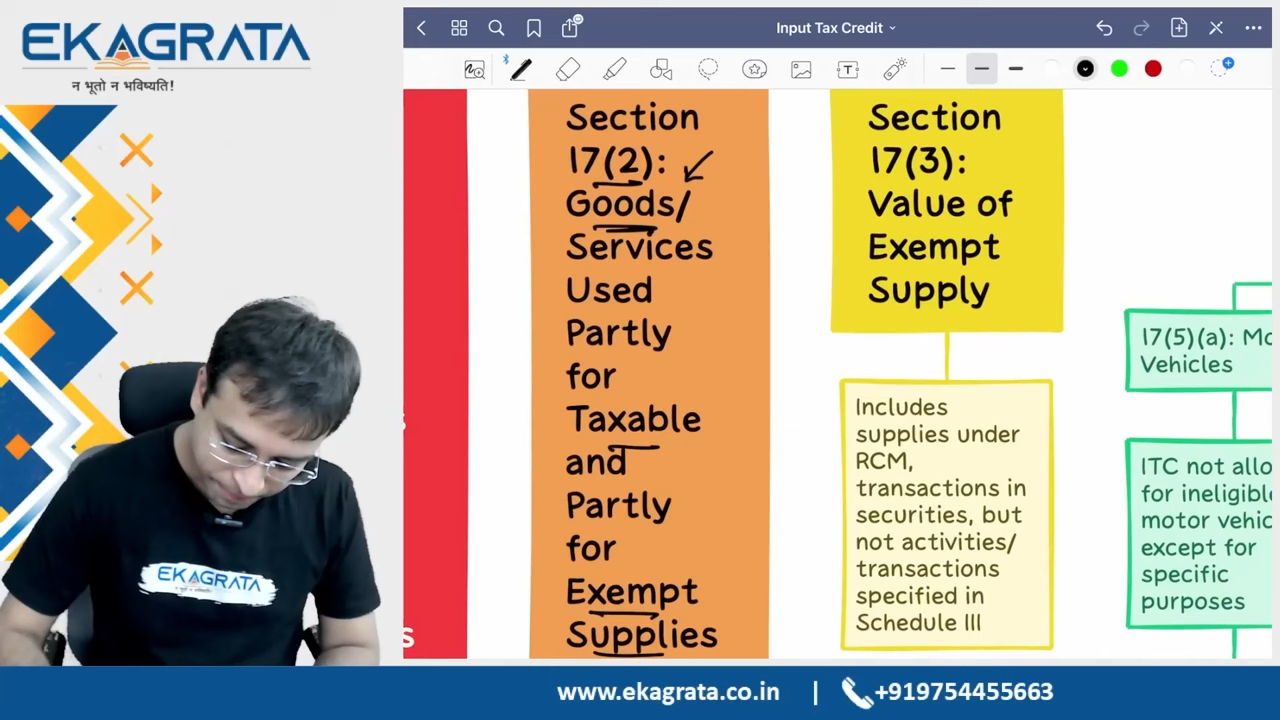 EKAGRATA
न भूतो न भविष्यति!
Input Tax Credit
T
Section
17(2):
Goods/
Services
Used
Partly
for
Taxable
and
Partly
for
Exempt
Supplies
Section
17(3):
Value of
Exempt
Supply
Includes
supplies under
RCM,
transactions in
securities, but
not activities/
transactions
specified in
Schedule III
17(5)(a): Mo
Vehicles
ITC not allo
for ineligible
motor vehic
except for
specific
purposes
s
s
EKAGRATA
www.ekagrata.co.in | +919754455663